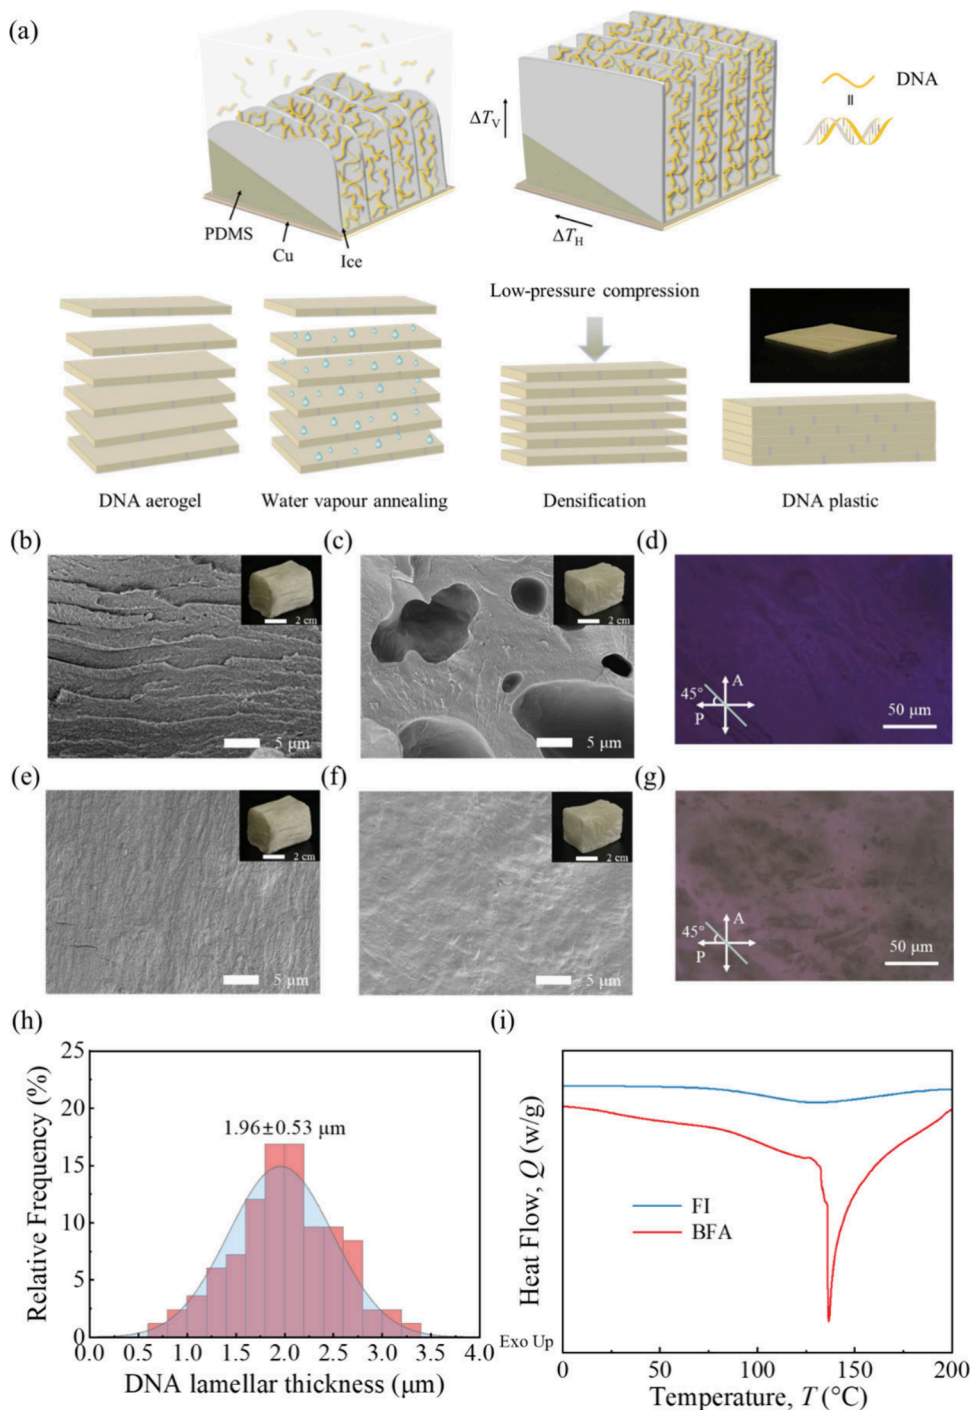 (a)
DNA
=
ΔT_V
PDMS
Cu
Ice
ΔT_H
Low-pressure compression
DNA aerogel
Water vapour annealing
Densification
DNA plastic
(b)
2 cm
5 μm
(c)
2 cm
5 μm
(d)
45°
A
P
50 μm
(e)
2 cm
5 μm
(f)
2 cm
5 μm
(g)
45°
A
P
50 μm
(h)
25
20
15
10
5
0
Relative Frequency (%)
1.96±0.53 μm
0.0 0.5 1.0 1.5 2.0 2.5 3.0 3.5 4.0
DNA lamellar thickness (μm)
(i)
Heat Flow, Q (w/g)
FI
BFA
Exo Up
0 50 100 150 200
Temperature, T (°C)